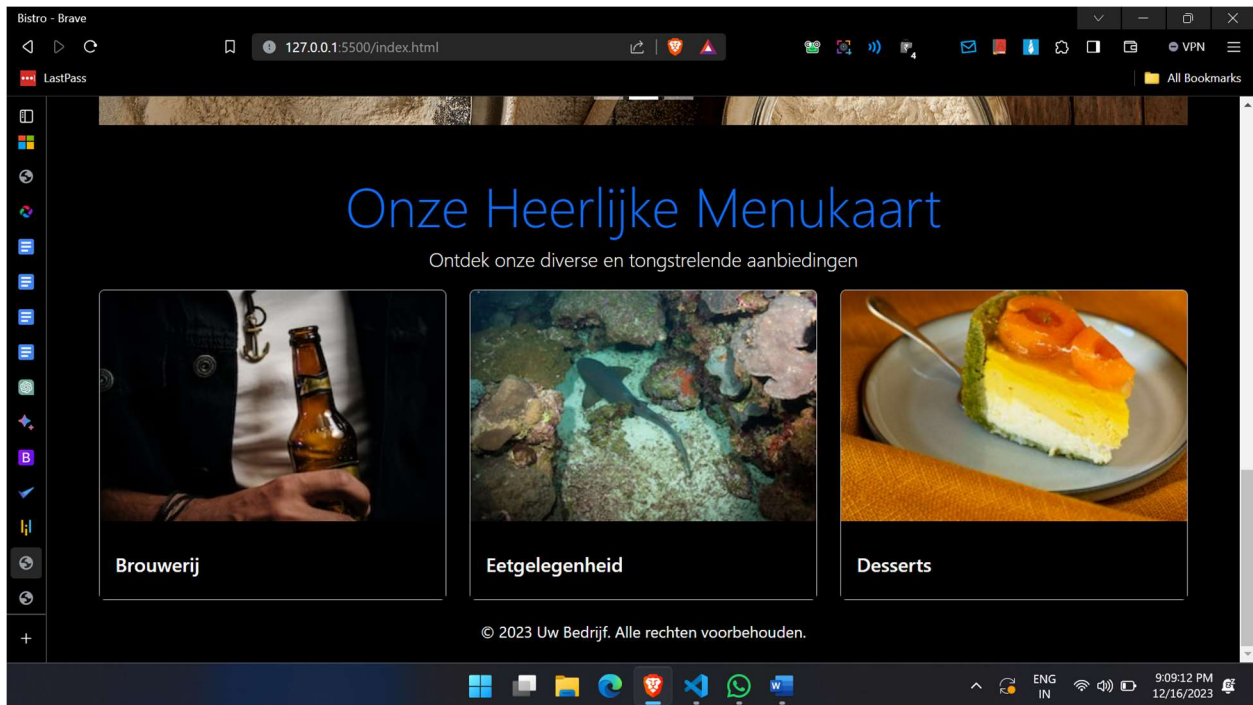 Bistro - Brave
127.0.0.1:5500/index.html
4
VPN
LastPass
All Bookmarks
Onze Heerlijke Menukaart
Ontdek onze diverse en tongstrelende aanbiedingen
B
Brouwerij
Eetgelegenheid
Desserts
© 2023 Uw Bedrijf. Alle rechten voorbehouden.
W
ENG
IN
9:09:12 PM
12/16/2023